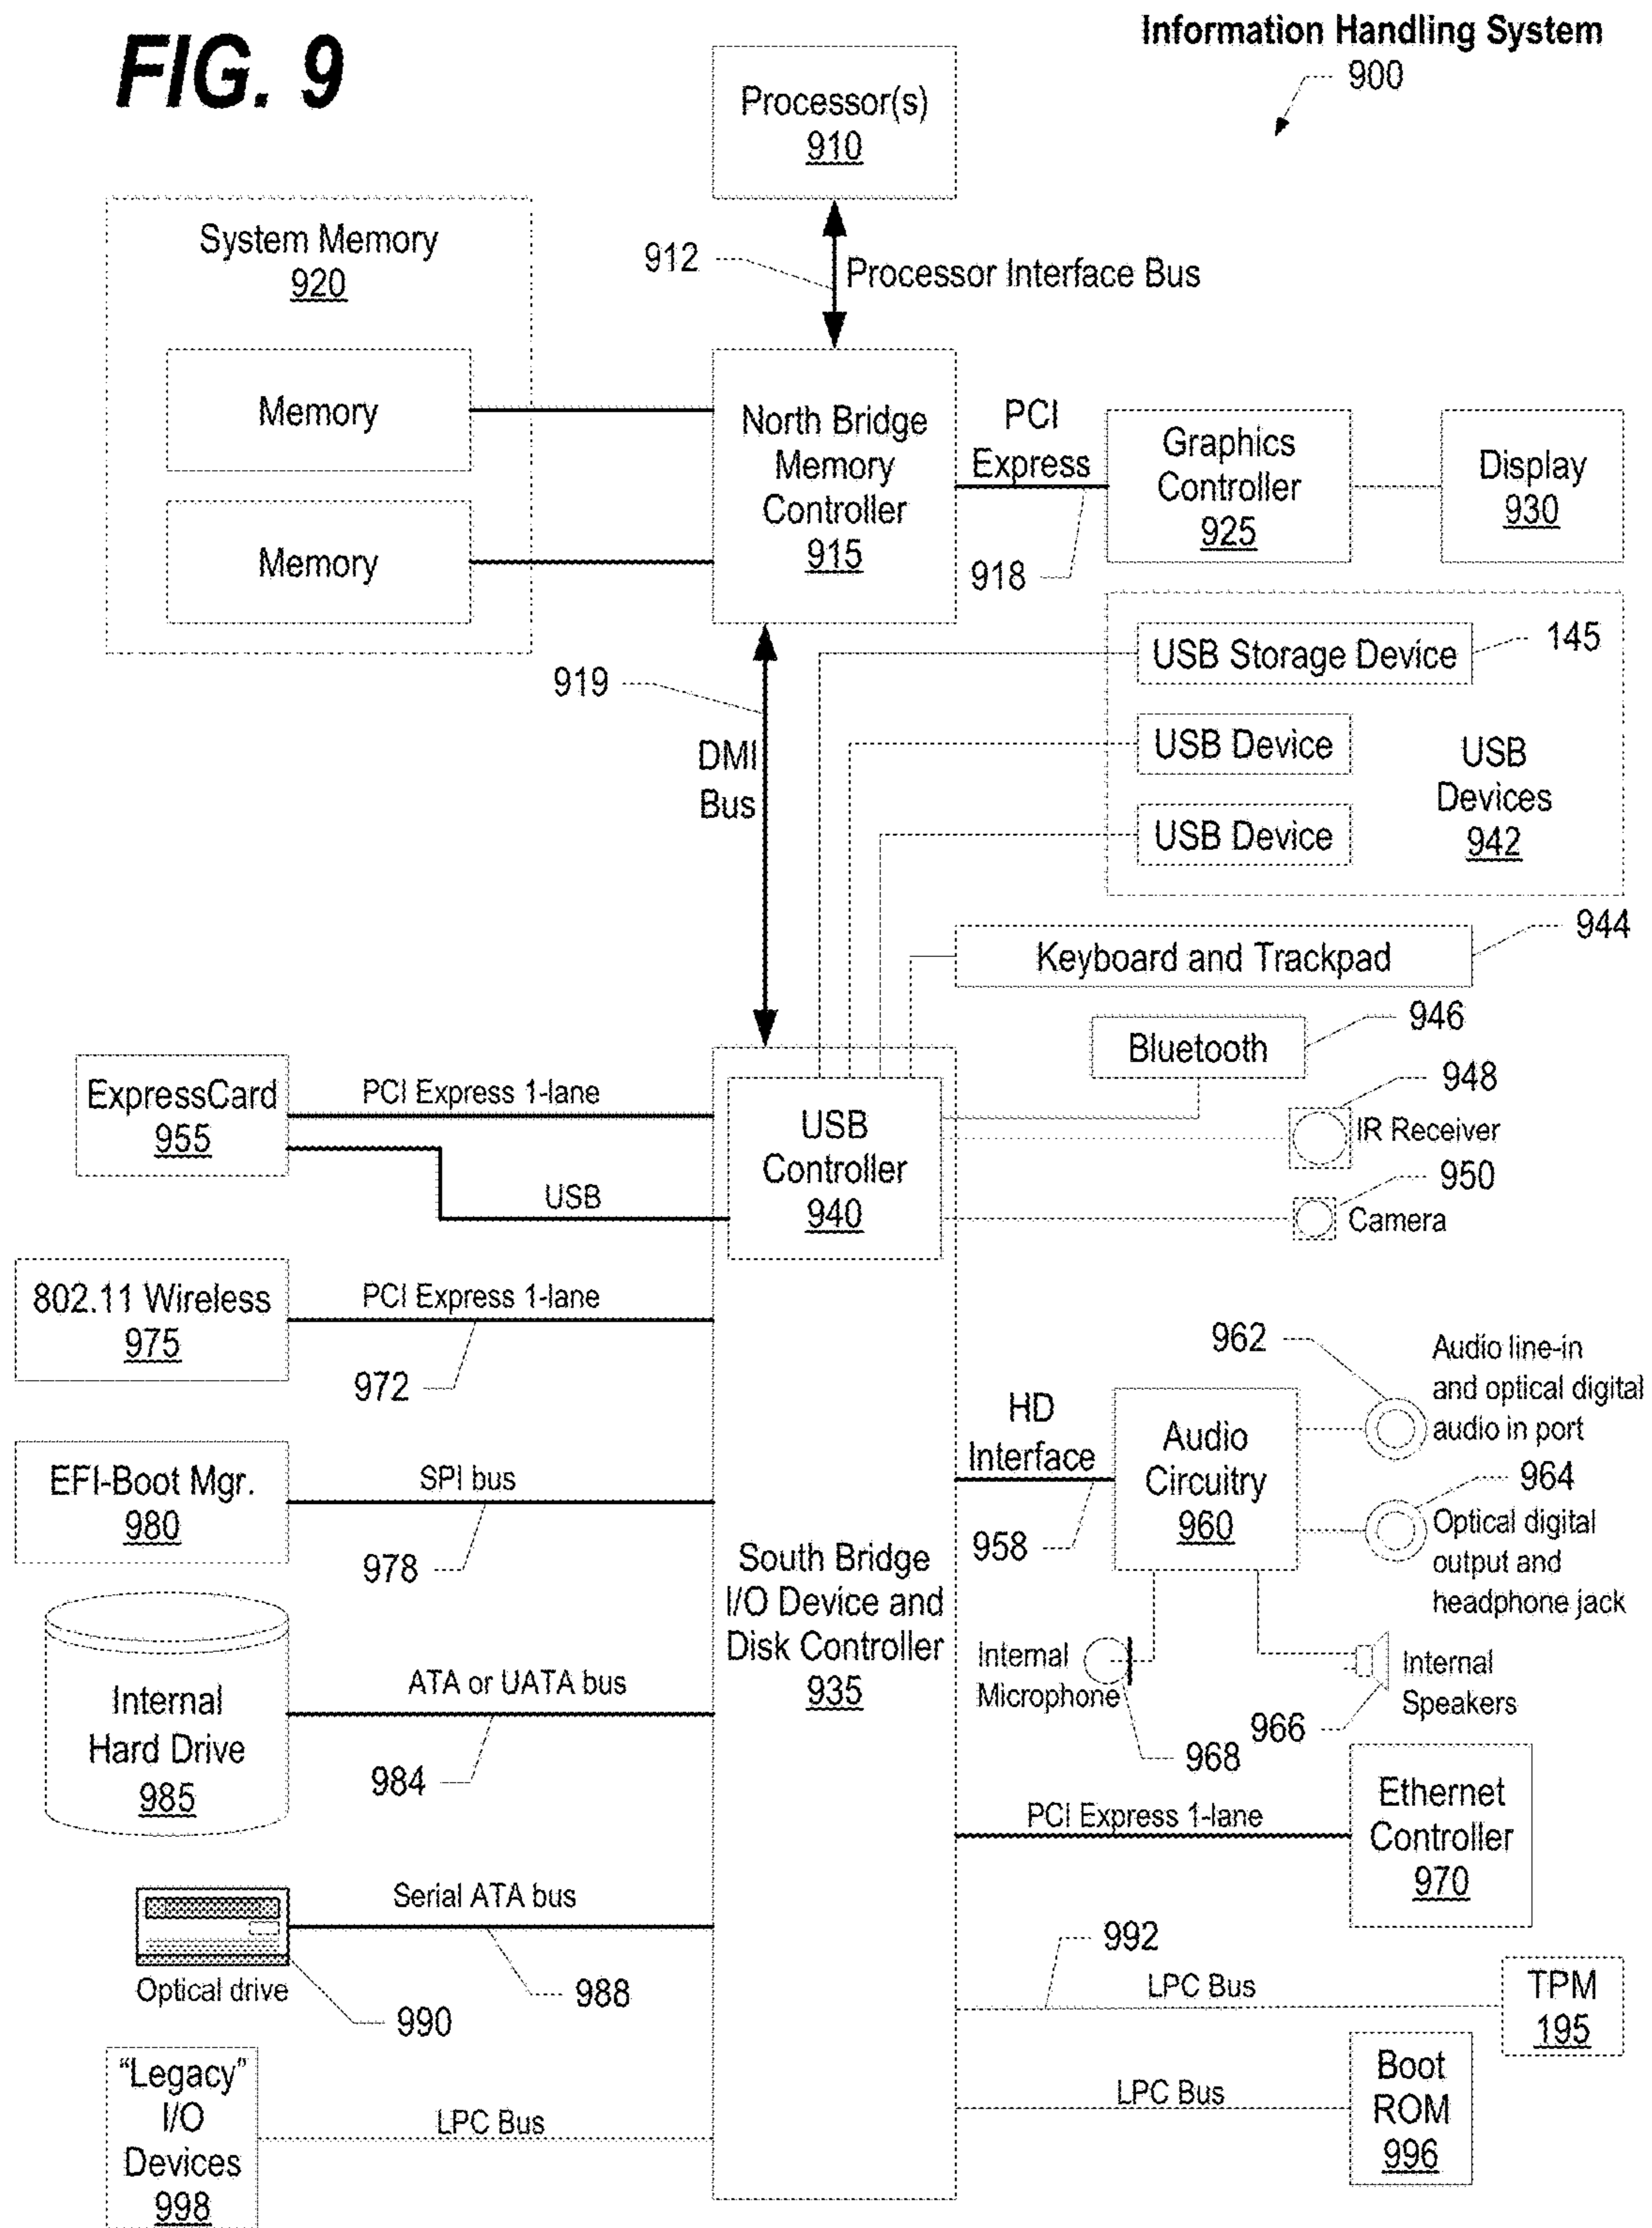 FIG. 9
Information Handling System
900
Processor(s)
910
System Memory
920
912
Processor Interface Bus
Memory
Memory
North Bridge
Memory
Controller
915
PCI
Express
918
Graphics
Controller
925
Display
930
919
DMI
Bus
USB Storage Device
145
USB Device
USB Device
USB
Devices
942
Keyboard and Trackpad
944
Bluetooth
946
948
IR Receiver
950
Camera
ExpressCard
955
PCI Express 1-lane
USB
USB
Controller
940
802.11 Wireless
975
PCI Express 1-lane
972
EFI-Boot Mgr.
980
SPI bus
978
HD
Interface
958
Audio
Circuitry
960
962
Audio line-in
and optical digital
audio in port
964
Optical digital
output and
headphone jack
South Bridge
I/O Device and
Disk Controller
935
Internal
Microphone
968
Internal
Speakers
966
Internal
Hard Drive
985
ATA or UATA bus
984
PCI Express 1-lane
Ethernet
Controller
970
Optical drive
990
Serial ATA bus
988
992
LPC Bus
TPM
195
"Legacy"
I/O
Devices
998
LPC Bus
LPC Bus
Boot
ROM
996